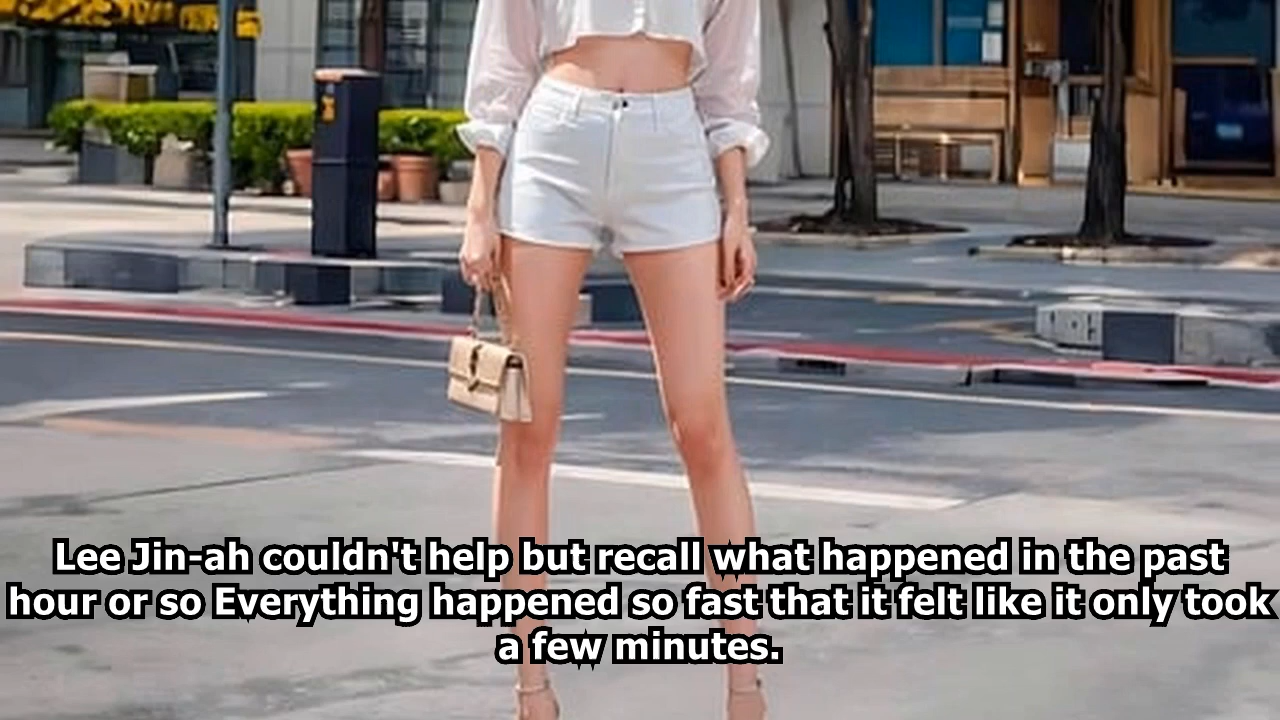 Lee Jin-ah couldn't help but recall what happened in the past
hour or so Everything happened so fast that it felt like it only took
a few minutes.